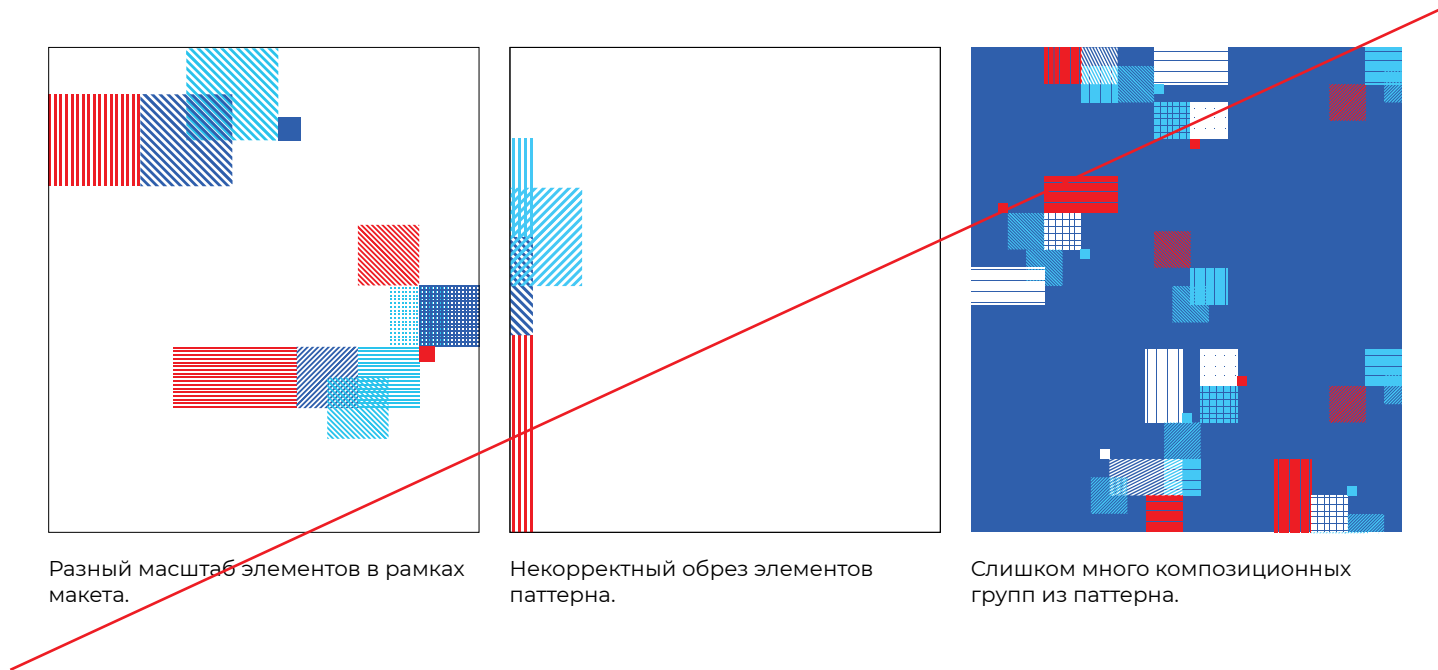 Разный масштаб элементов в рамках
макета.
Некорректный обрез элементов
паттерна.
Слишком много композиционных
групп из паттерна.